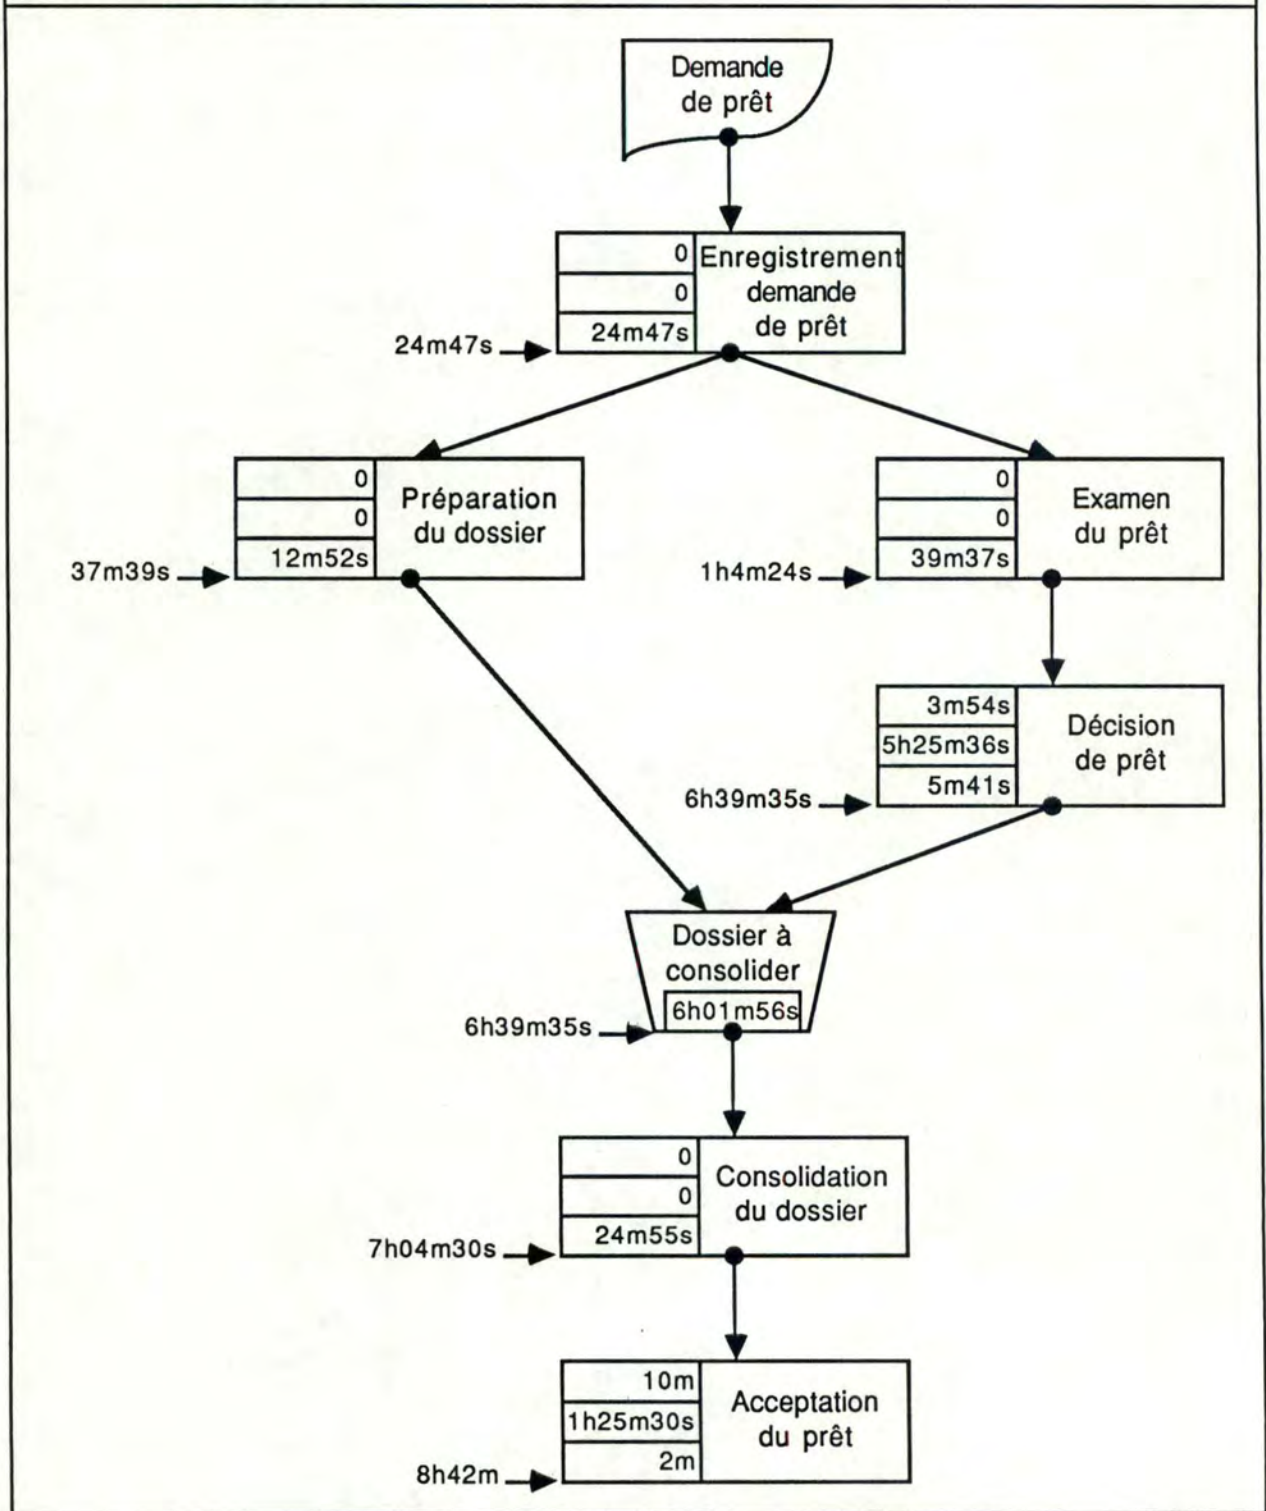 Demande
de prêt
0
0
24m47s
Enregistrement
demande
de prêt
24m47s
0
0
12m52s
Préparation
du dossier
37m39s
0
0
39m37s
Examen
du prêt
1h4m24s
3m54s
5h25m36s
5m41s
Décision
de prêt
6h39m35s
Dossier à
consolider
6h01m56s
6h39m35s
0
0
24m55s
Consolidation
du dossier
7h04m30s
10m
1h25m30s
2m
Acceptation
du prêt
8h42m